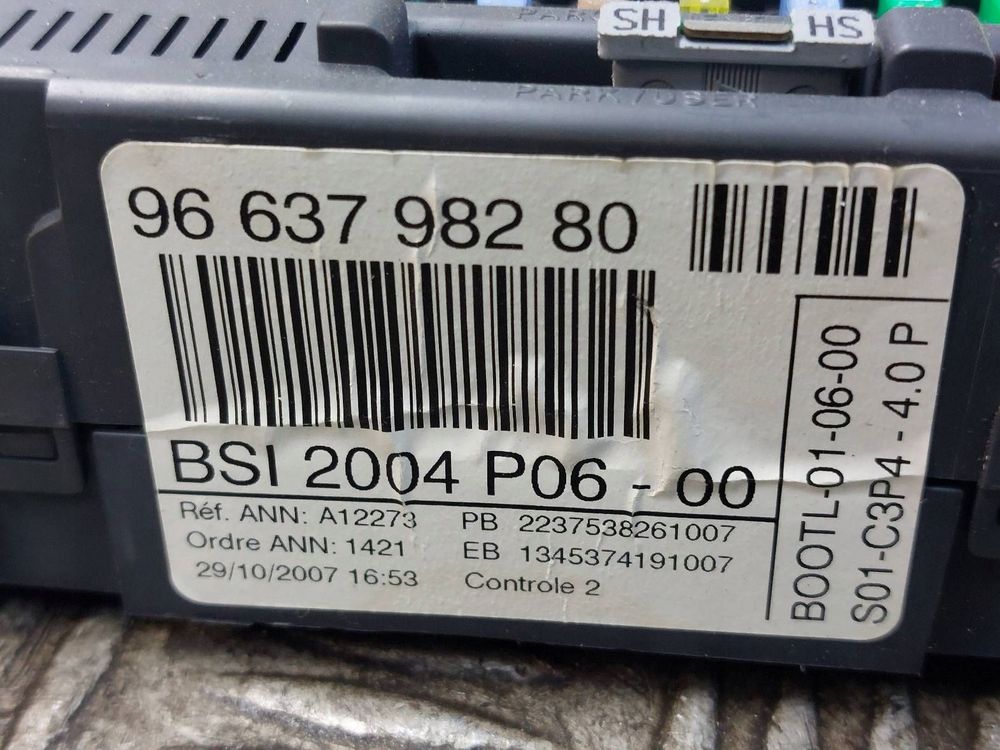 SH HS
PARK/USER
96 637 982 80
BSI 2004 P06 - 00
Réf. ANN: A12273 PB 2237538261007
Ordre ANN: 1421 EB 1345374191007
29/10/2007 16:53 Controle 2
BOOTL-01-06-00
S01-C3P4 - 4.0 P